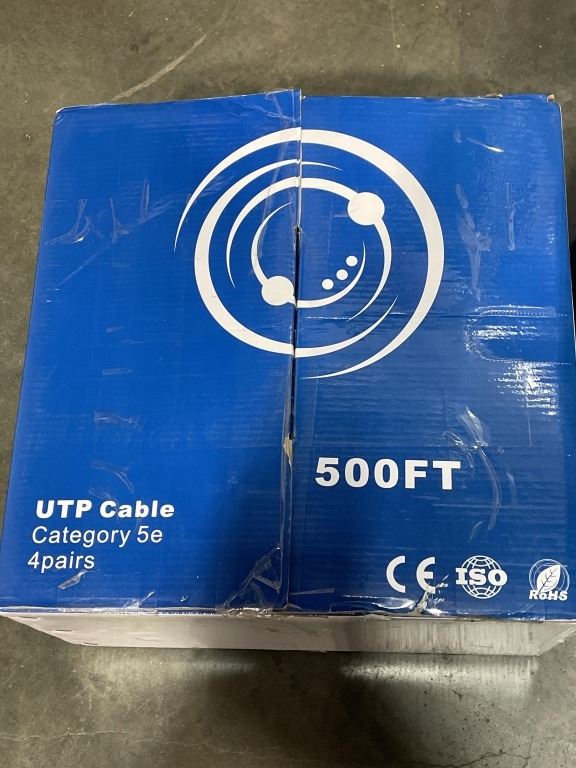 500FT
UTP Cable
Category 5e
4pairs
CE ISO RoHS